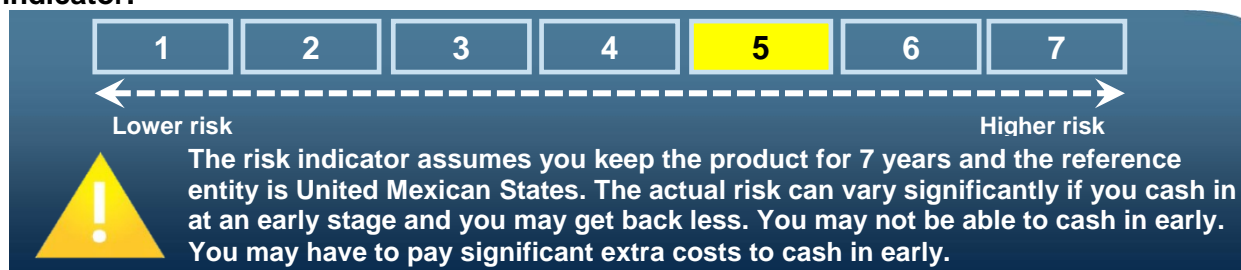 indicator:
1 2 3 4 5 6 7
Lower risk Higher risk
!
The risk indicator assumes you keep the product for 7 years and the reference
entity is United Mexican States. The actual risk can vary significantly if you cash in
at an early stage and you may get back less. You may not be able to cash in early.
You may have to pay significant extra costs to cash in early.